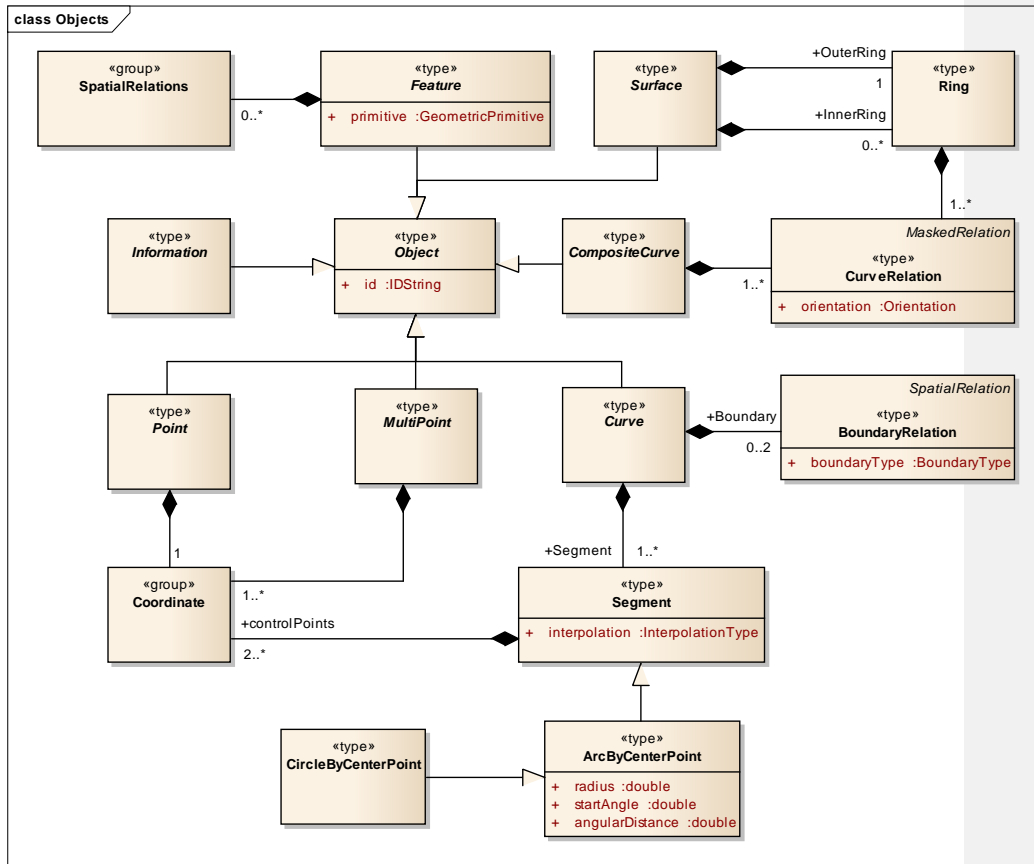 class Objects
«group»
SpatialRelations
0..*
«type»
Feature
+ primitive :GeometricPrimitive
«type»
Surface
+OuterRing
1
+InnerRing
0..*
«type»
Ring
1..*
«type»
Information
«type»
Object
+ id :IDString
«type»
CompositeCurve
1..*
MaskedRelation
«type»
CurveRelation
+ orientation :Orientation
«type»
Point
«type»
MultiPoint
«type»
Curve
+Boundary
0..2
SpatialRelation
«type»
BoundaryRelation
+ boundaryType :BoundaryType
1
+Segment 1..*
«group»
Coordinate
1..*
+controlPoints
2..*
«type»
Segment
+ interpolation :InterpolationType
«type»
CircleByCenterPoint
«type»
ArcByCenterPoint
+ radius :double
+ startAngle :double
+ angularDistance :double